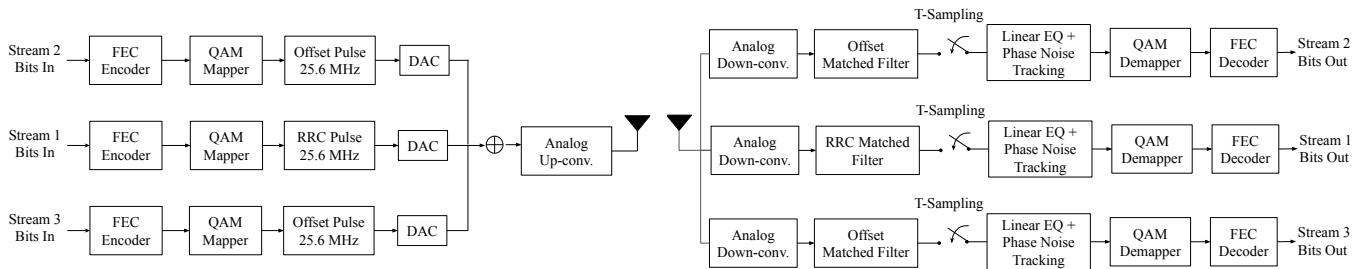 Stream 2
Bits In
FEC
Encoder
QAM
Mapper
Offset Pulse
25.6 MHz
DAC
Stream 1
Bits In
FEC
Encoder
QAM
Mapper
RRC Pulse
25.6 MHz
DAC
Analog
Up-conv.
Stream 3
Bits In
FEC
Encoder
QAM
Mapper
Offset Pulse
25.6 MHz
DAC
Analog
Down-conv.
Offset
Matched Filter
T-Sampling
Linear EQ +
Phase Noise
Tracking
QAM
Demapper
FEC
Decoder
Stream 2
Bits Out
Analog
Down-conv.
RRC Matched
Filter
T-Sampling
Linear EQ +
Phase Noise
Tracking
QAM
Demapper
FEC
Decoder
Stream 1
Bits Out
Analog
Down-conv.
Offset
Matched Filter
T-Sampling
Linear EQ +
Phase Noise
Tracking
QAM
Demapper
FEC
Decoder
Stream 3
Bits Out